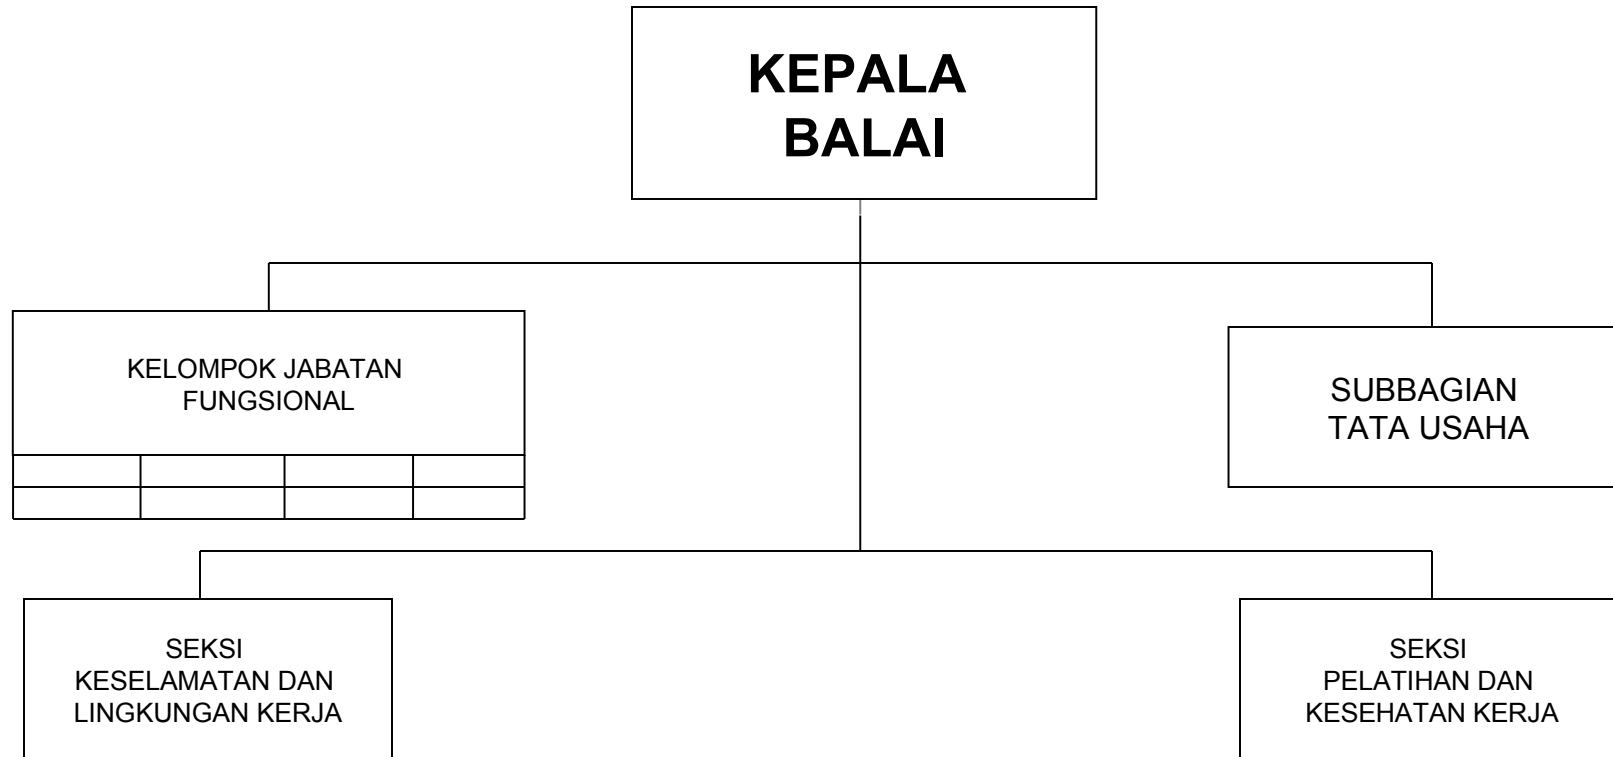 KEPALA
BALAI
KELOMPOK JABATAN
FUNGSIONAL
SUBBAGIAN
TATA USAHA
SEKSI
KESELAMATAN DAN
LINGKUNGAN KERJA
SEKSI
PELATIHAN DAN
KESEHATAN KERJA